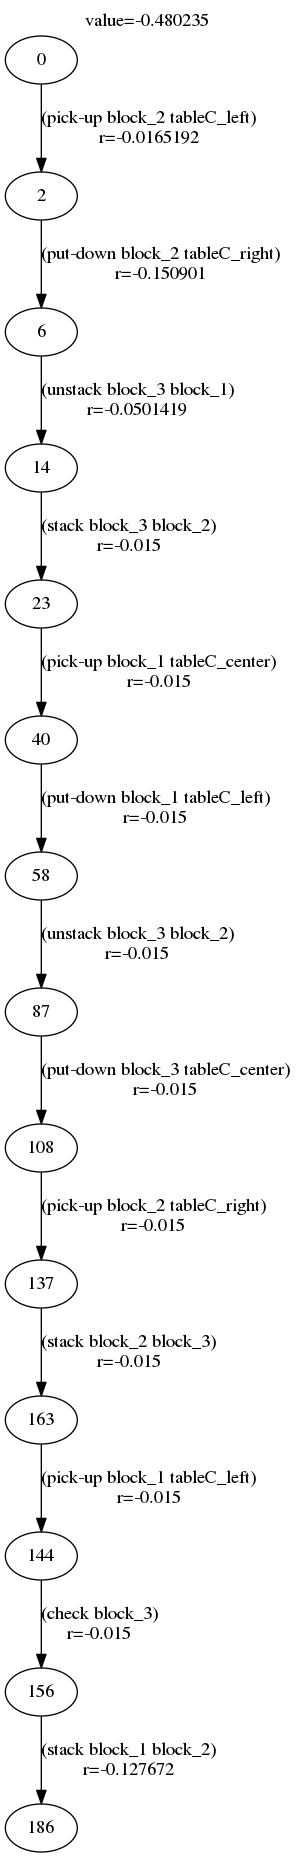 value=-0.480235
0
(pick-up block_2 tableC_left)
r=-0.0165192
2
(put-down block_2 tableC_right)
r=-0.150901
6
(unstack block_3 block_1)
r=-0.0501419
14
(stack block_3 block_2)
r=-0.015
23
(pick-up block_1 tableC_center)
r=-0.015
40
(put-down block_1 tableC_left)
r=-0.015
58
(unstack block_3 block_2)
r=-0.015
87
(put-down block_3 tableC_center)
r=-0.015
108
(pick-up block_2 tableC_right)
r=-0.015
137
(stack block_2 block_3)
r=-0.015
163
(pick-up block_1 tableC_left)
r=-0.015
144
(check block_3)
r=-0.015
156
(stack block_1 block_2)
r=-0.127672
186